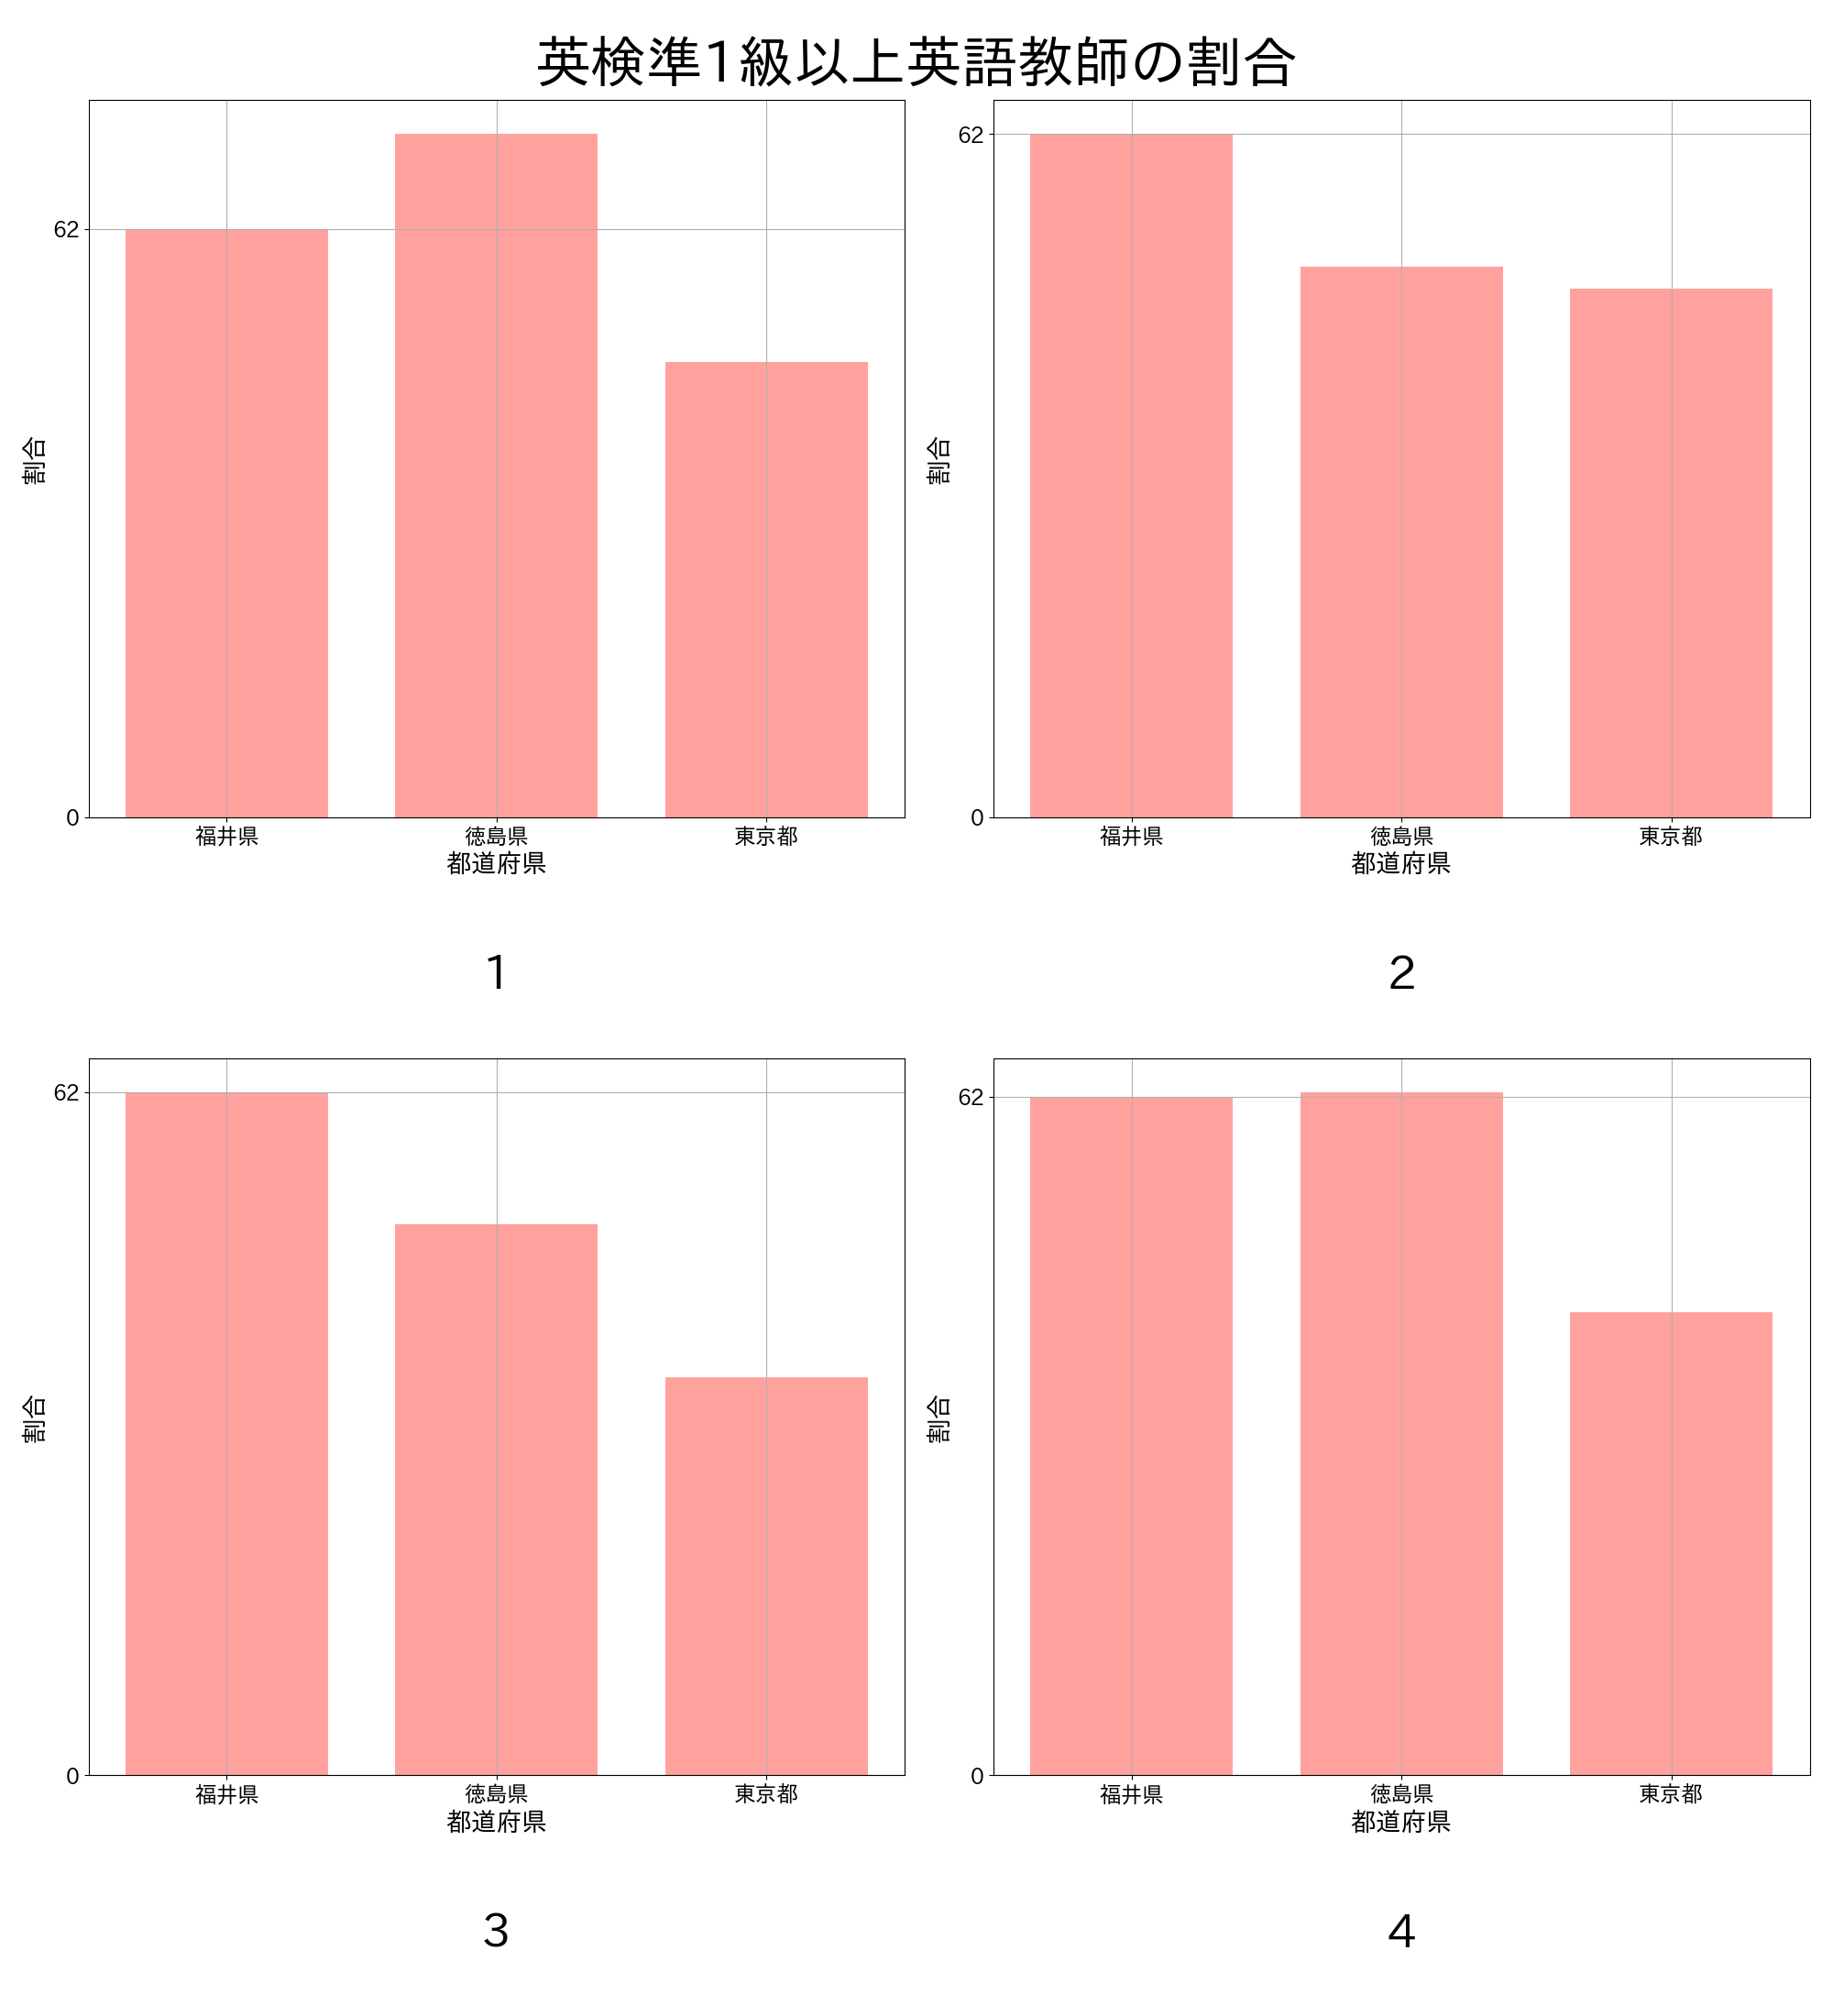 英検準1級以上英語教師の割合
62
0
割合
福井県 徳島県 東京都
都道府県
1
62
0
割合
福井県 徳島県 東京都
都道府県
2
62
0
割合
福井県 徳島県 東京都
都道府県
3
62
0
割合
福井県 徳島県 東京都
都道府県
4